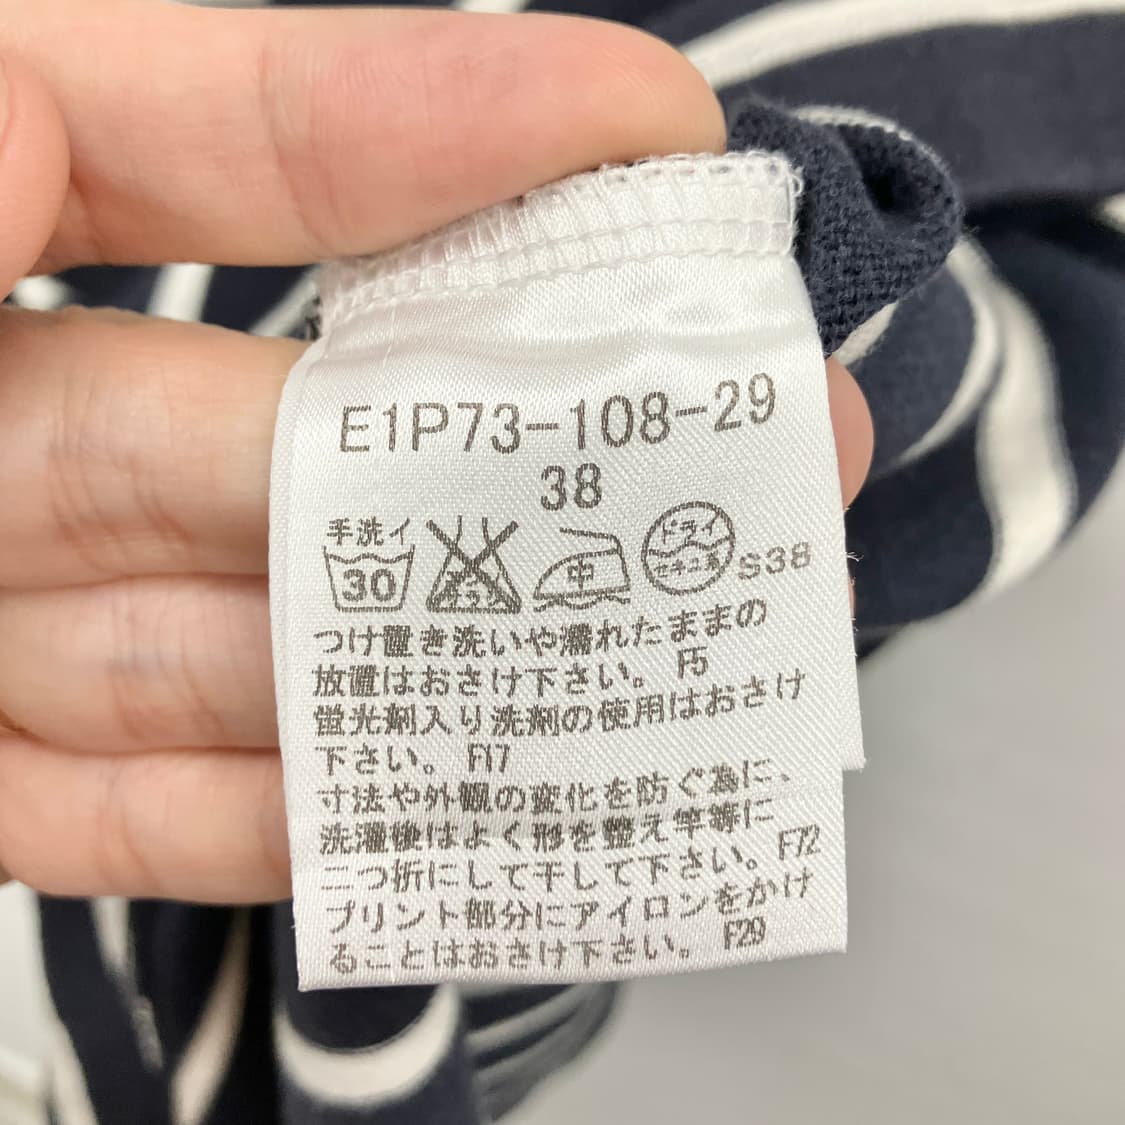 E1P73-108-29
38
手洗イ
30
エンソ
サラシ
中
ドライ
セキユ系
S38
つけ置き洗いや濡れたままの
放置はおさけ下さい。 F5
蛍光剤入り洗剤の使用はおさけ
下さい。 F17
寸法や外観の変化を防ぐ為に、
洗濯後はよく形を整え竿等に
二つ折にして干して下さい。 F72
プリント部分にアイロンをかけ
ることはおさけ下さい。 F29